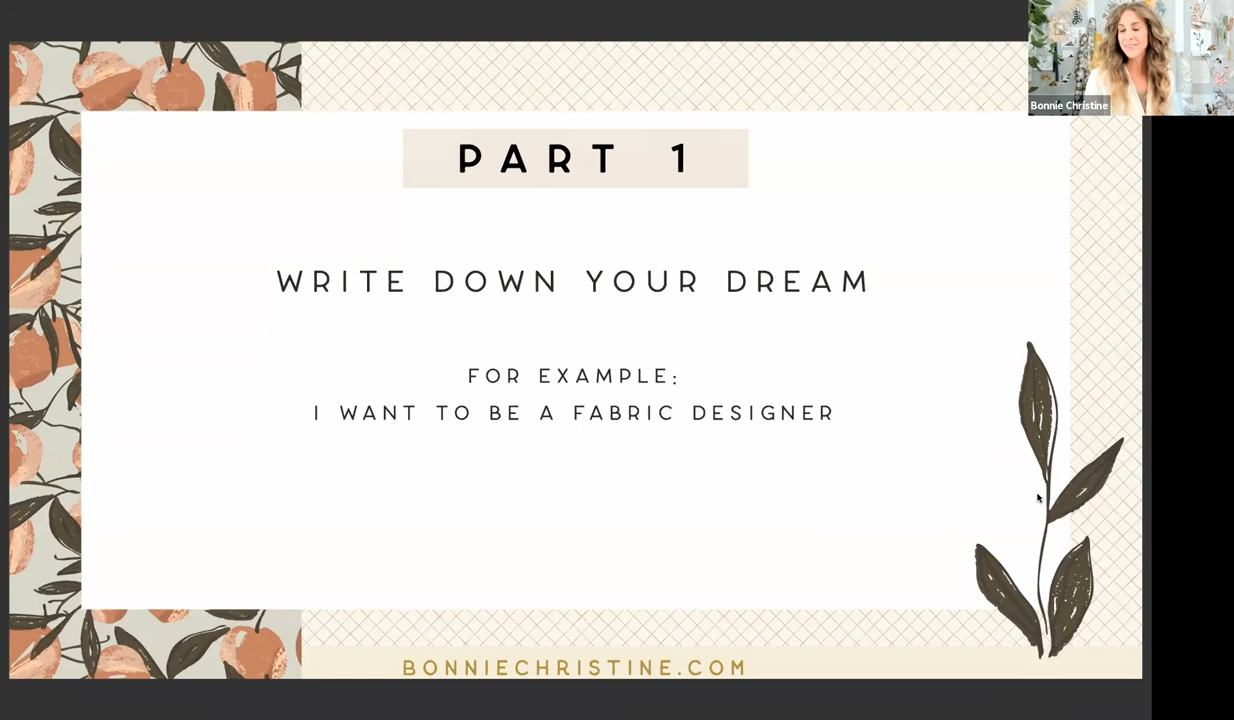 Bonnie Christine
PART 1
WRITE DOWN YOUR DREAM
FOR EXAMPLE:
I WANT TO BE A FABRIC DESIGNER
BONNIECHRISTINE.COM